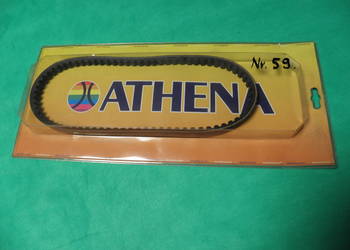 Nr. 59.
ATHENA